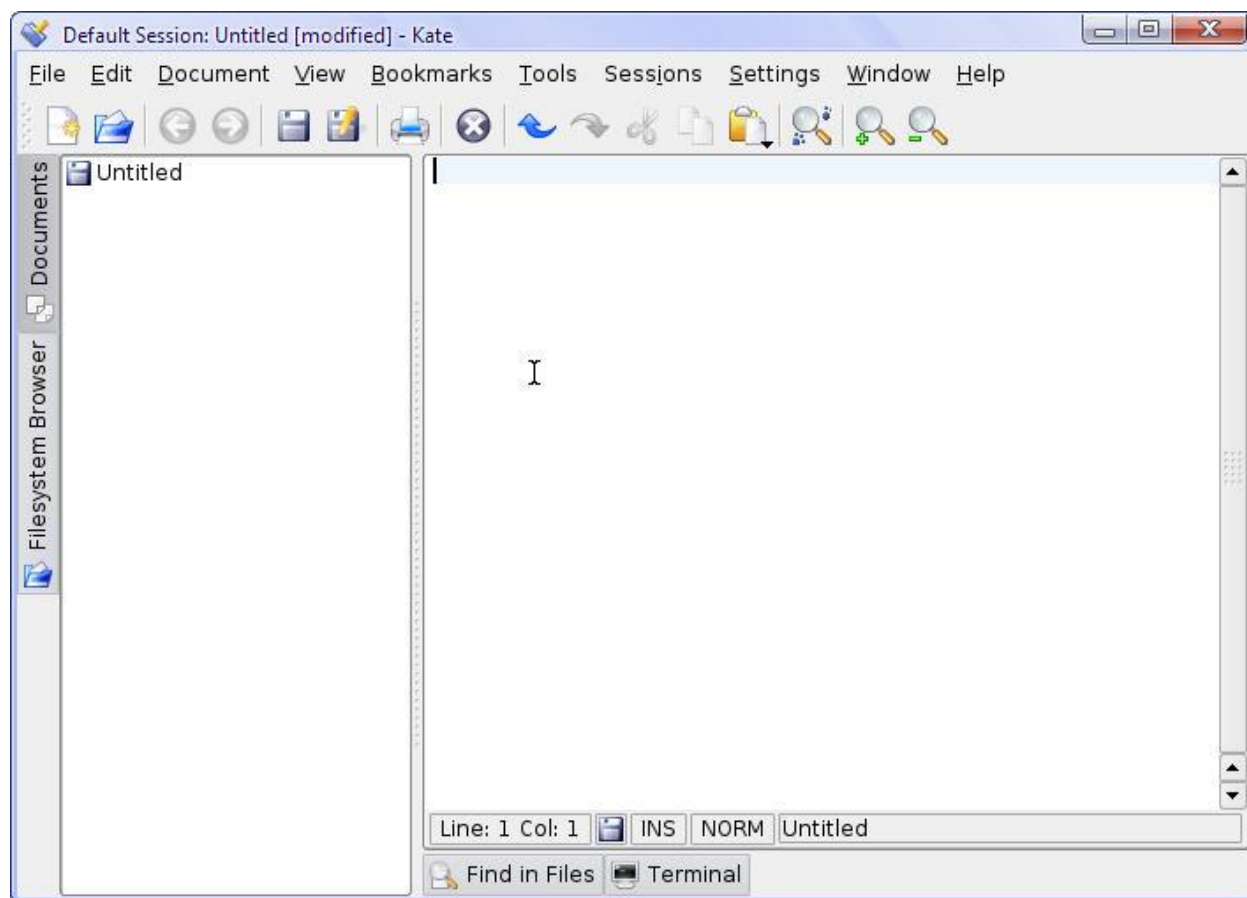 Default Session: Untitled [modified] - Kate
File Edit Document View Bookmarks Tools Sessions Settings Window Help
Documents
Filesystem Browser
Untitled
Line: 1 Col: 1 INS NORM Untitled
Find in Files Terminal